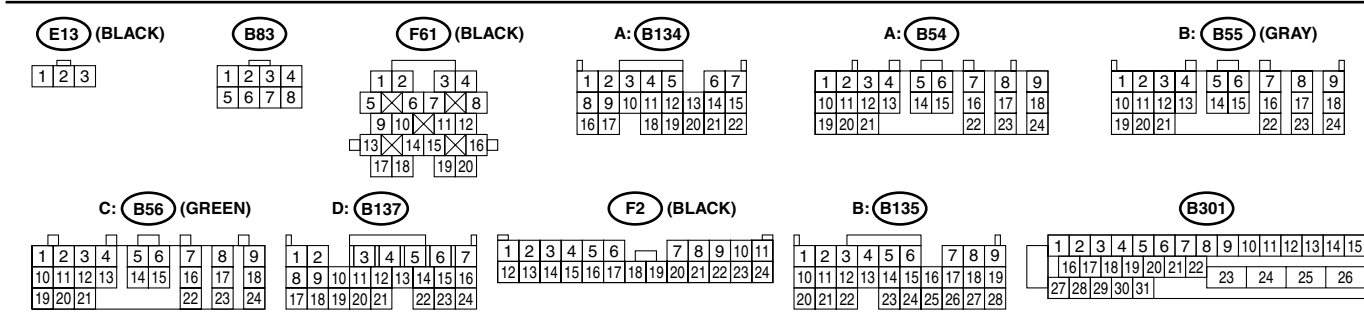 E13 (BLACK) B83 F61 (BLACK) A: B134 A: B54 B: B55 (GRAY)
1 2 3
1 2 3 4
5 6 7 8
1 2 3 4
5 6 7 8
9 10 11 12
13 14 15 16
17 18 19 20
1 2 3 4 5 6 7
8 9 10 11 12 13 14 15
16 17 18 19 20 21 22
1 2 3 4 5 6 7 8 9
10 11 12 13 14 15 16 17 18
19 20 21 22 23 24
1 2 3 4 5 6 7 8 9
10 11 12 13 14 15 16 17 18
19 20 21 22 23 24
C: B56 (GREEN) D: B137 F2 (BLACK) B: B135 B301
1 2 3 4 5 6 7 8 9
10 11 12 13 14 15 16 17 18
19 20 21 22 23 24
1 2 3 4 5 6 7
8 9 10 11 12 13 14 15 16
17 18 19 20 21 22 23 24
1 2 3 4 5 6 7 8 9 10 11
12 13 14 15 16 17 18 19 20 21 22 23 24
1 2 3 4 5 6 7 8 9
10 11 12 13 14 15 16 17 18 19
20 21 22 23 24 25 26 27 28
1 2 3 4 5 6 7 8 9 10 11 12 13 14 15
16 17 18 19 20 21 22 23 24 25 26
27 28 29 30 31